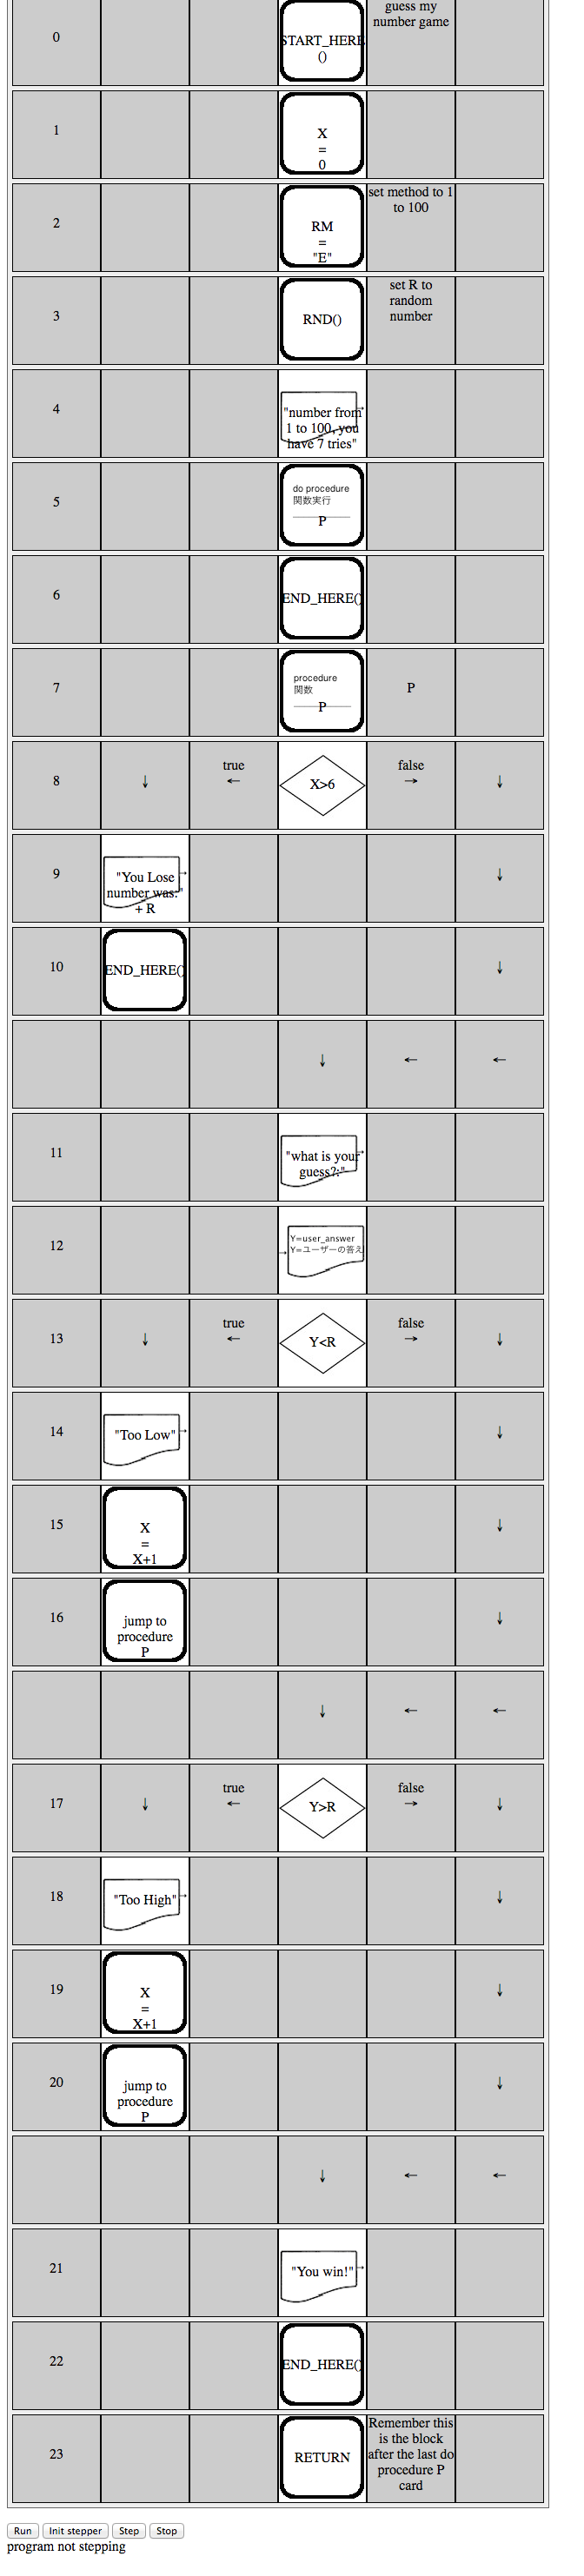 guess my
number game
0
START_HERE
()
1
X
=
0
set method to 1
to 100
2
RM
=
"E"
set R to
random
number
3
RND()
4
"number from
1 to 100, you
have 7 tries"
do procedure
関数実行
5
P
6
END_HERE()
procedure
関数
7
P
P
true
false
8
↓
←
X>6
→
↓
9
"You Lose
number was:"
+ R
↓
10
END_HERE()
↓
↓
←
←
11
"what is your
guess?:"
12
Y=user_answer
Y=ユーザーの答え
true
false
13
↓
←
Y<R
→
↓
14
"Too Low"
↓
15
X
=
X+1
↓
16
jump to
procedure
P
↓
↓
←
←
true
false
17
↓
←
Y>R
→
↓
18
"Too High"
↓
19
X
=
X+1
↓
20
jump to
procedure
P
↓
↓
←
←
21
"You win!"
22
END_HERE()
23
RETURN
Remember this
is the block
after the last do
procedure P
card
Run Init stepper Step Stop
program not stepping